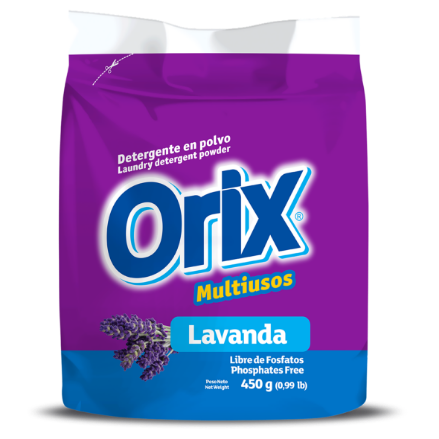 Detergente en polvo
Laundry detergent powder
Orix®
Multiusos
Lavanda
Libre de Fosfatos
Phosphates Free
Peso Neto
Net Weight
450 g (0,99 lb)